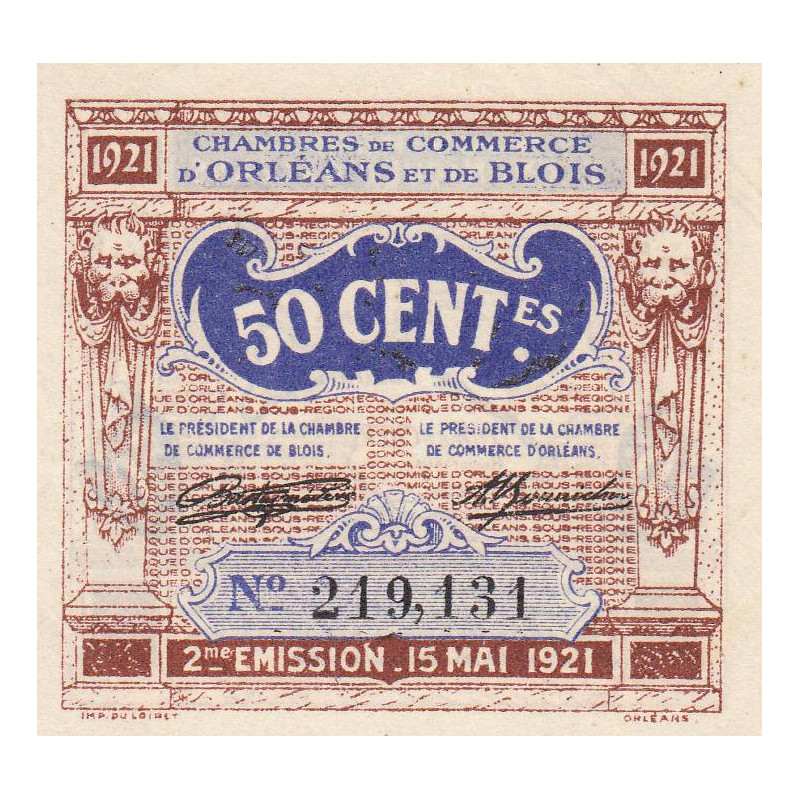 1921 CHAMBRES DE COMMERCE 1921
D'ORLÉANS ET DE BLOIS
50 CENTES.
LE PRÉSIDENT DE LA CHAMBRE
DE COMMERCE DE BLOIS.
LE PRÉSIDENT DE LA CHAMBRE
DE COMMERCE D'ORLÉANS.
No 219,131
2me EMISSION _ 15 MAI 1921
IMP. DU LOIRET
ORLÉANS.